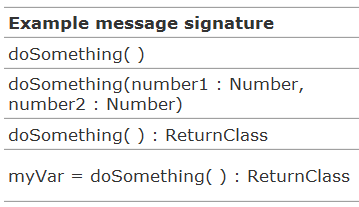 Example message signature
doSomething( )
doSomething(number1 : Number,
number2 : Number)
doSomething( ) : ReturnClass
myVar = doSomething( ) : ReturnClass